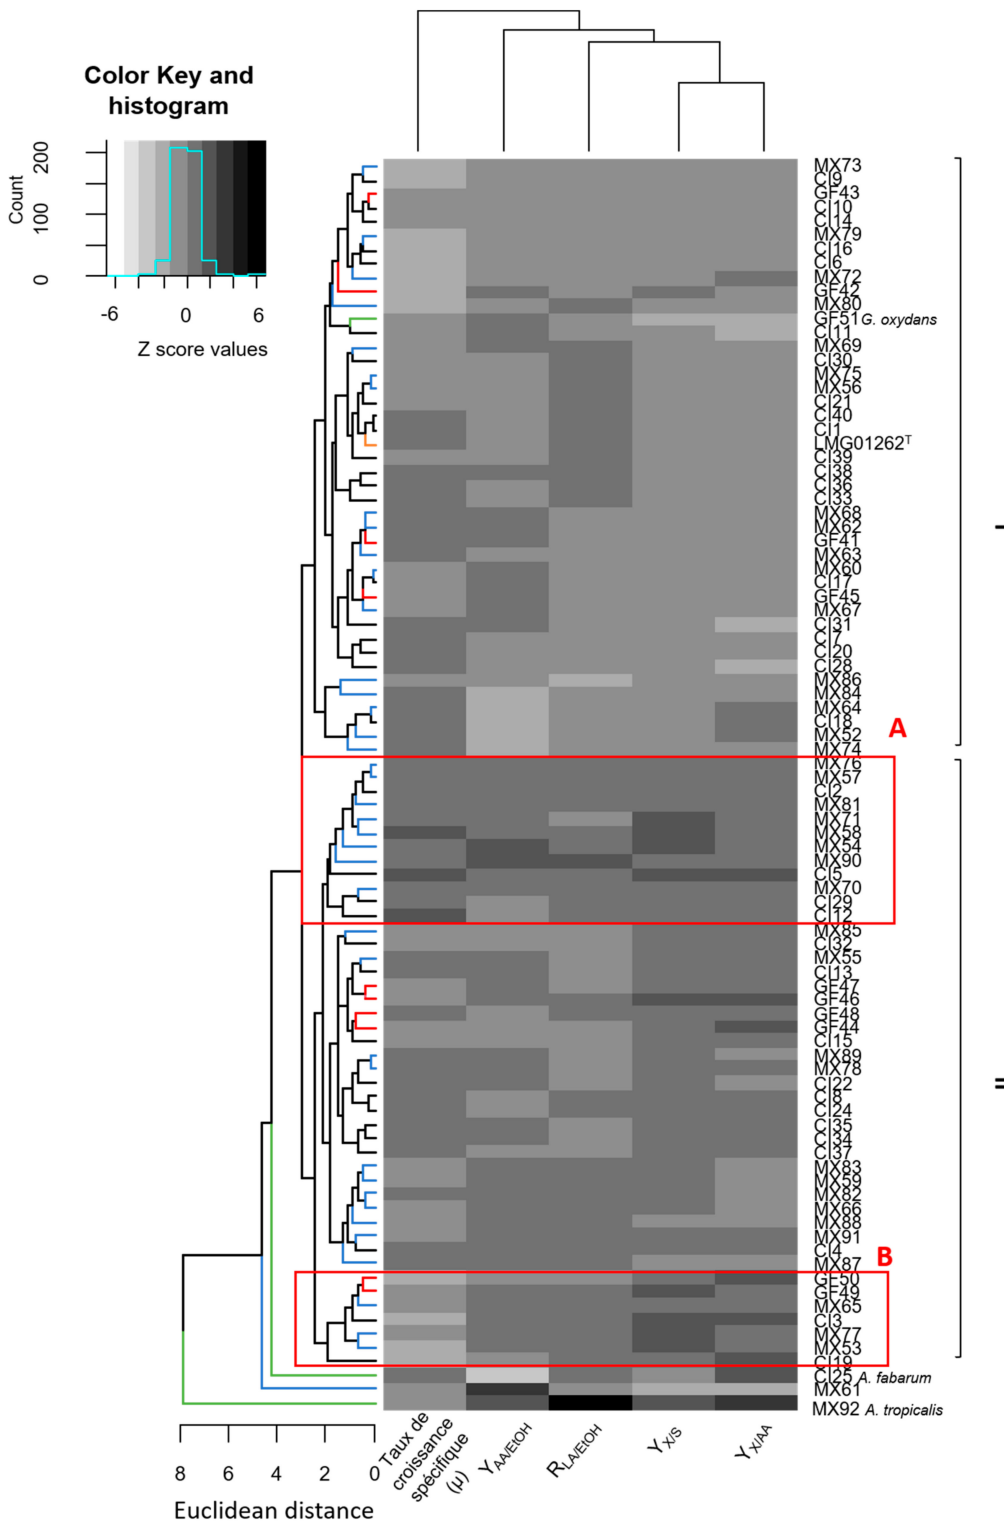 Color Key and
histogram
Count
0 100 200
-6 0 6
Z score values
MX73
CI9
GF43
CI10
CI14
MX79
CI16
CI6
MX72
GF42
MX80
GF51 G. oxydans
CI11
MX69
CI30
MX75
MX56
CI21
CI40
CI1
LMG01262ᵀ
CI39
CI38
CI36
CI33
MX68
MX62
I
GF41
MX63
MX60
CI17
GF45
MX67
CI31
CI7
CI20
CI28
MX86
MX84
MX64
CI18
A
MX52
MX74
MX76
MX57
CI2
MX81
MX71
MX58
MX54
MX90
CI5
MX70
CI29
CI12
MX85
CI32
MX55
CI13
GF47
GF46
GF48
GF44
CI15
MX89
MX78
II
CI22
CI8
CI24
CI35
CI34
CI37
MX83
MX59
MX82
MX66
MX88
MX91
CI4
B
MX87
GF50
GF49
MX65
CI3
MX77
MX53
CI19
CI25 A. fabarum
MX61
MX92 A. tropicalis
8 6 4 2 0
Euclidean distance
Taux de
croissance
spécifique
(µ)
Y AA/EtOH
R LA/EtOH
Y X/S
Y X/AA